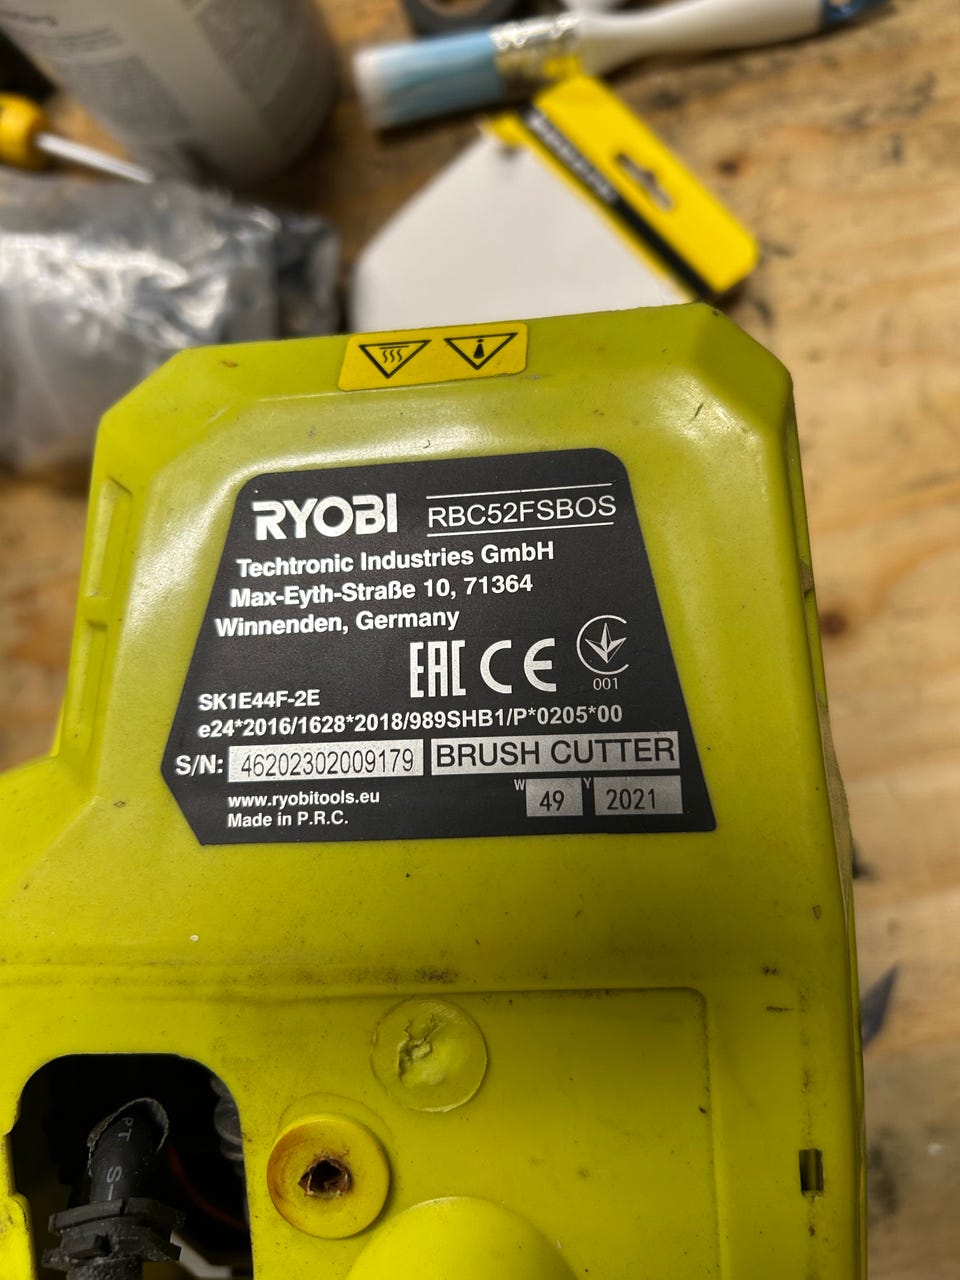 RYOBI RBC52FSBOS
Techtronic Industries GmbH
Max-Eyth-Straße 10, 71364
Winnenden, Germany
EAC CE
001
SK1E44F-2E
e24*2016/1628*2018/989SHB1/P*0205*00
S/N: 46202302009179 BRUSH CUTTER
W 49 Y 2021
www.ryobitools.eu
Made in P.R.C.
PT S-